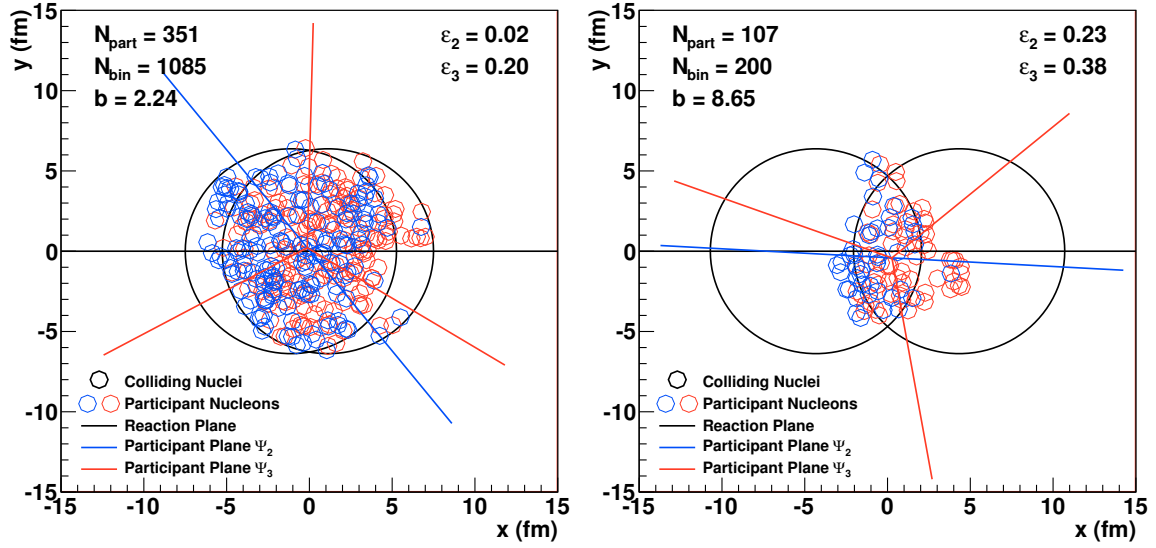 N_part = 351
N_bin = 1085
b = 2.24
ε_2 = 0.02
ε_3 = 0.20
y (fm)
15
10
5
0
-5
-10
-15
Colliding Nuclei
Participant Nucleons
Reaction Plane
Participant Plane Ψ_2
Participant Plane Ψ_3
-15 -10 -5 0 5 10 15
x (fm)
N_part = 107
N_bin = 200
b = 8.65
ε_2 = 0.23
ε_3 = 0.38
y (fm)
15
10
5
0
-5
-10
-15
Colliding Nuclei
Participant Nucleons
Reaction Plane
Participant Plane Ψ_2
Participant Plane Ψ_3
-15 -10 -5 0 5 10 15
x (fm)